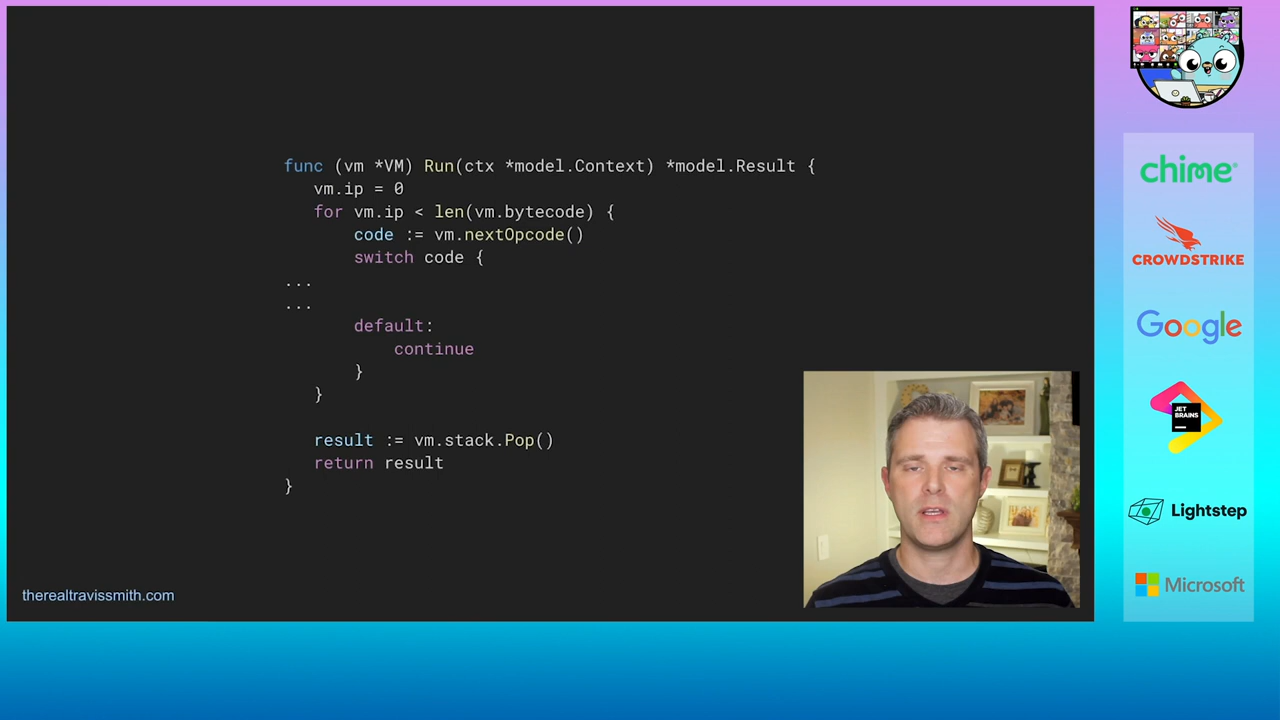 func (vm *VM) Run(ctx *model.Context) *model.Result {
vm.ip = 0
for vm.ip < len(vm.bytecode) {
code := vm.nextOpcode()
switch code {
...
...
default:
continue
}
}
result := vm.stack.Pop()
return result
}
therealtravissmith.com
chime®
CROWDSTRIKE
Google
JET
BRAINS
Lightstep
Microsoft